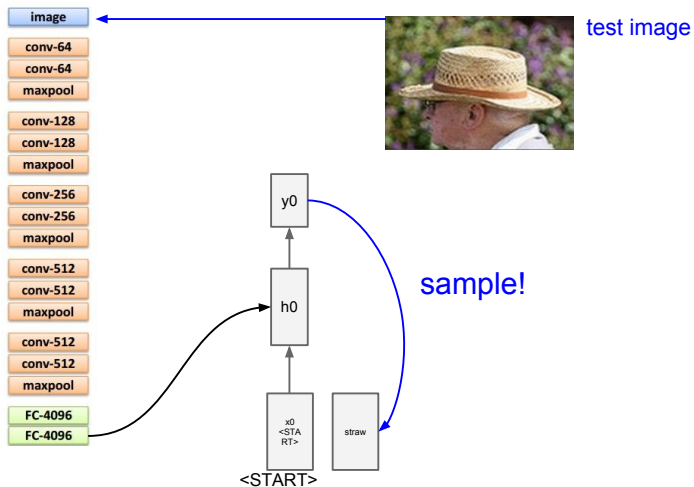 image
conv-64
conv-64
maxpool
conv-128
conv-128
maxpool
conv-256
conv-256
maxpool
conv-512
conv-512
maxpool
conv-512
conv-512
maxpool
FC-4096
FC-4096
test image
y0
sample!
h0
x0
<STA
RT>
straw
<START>